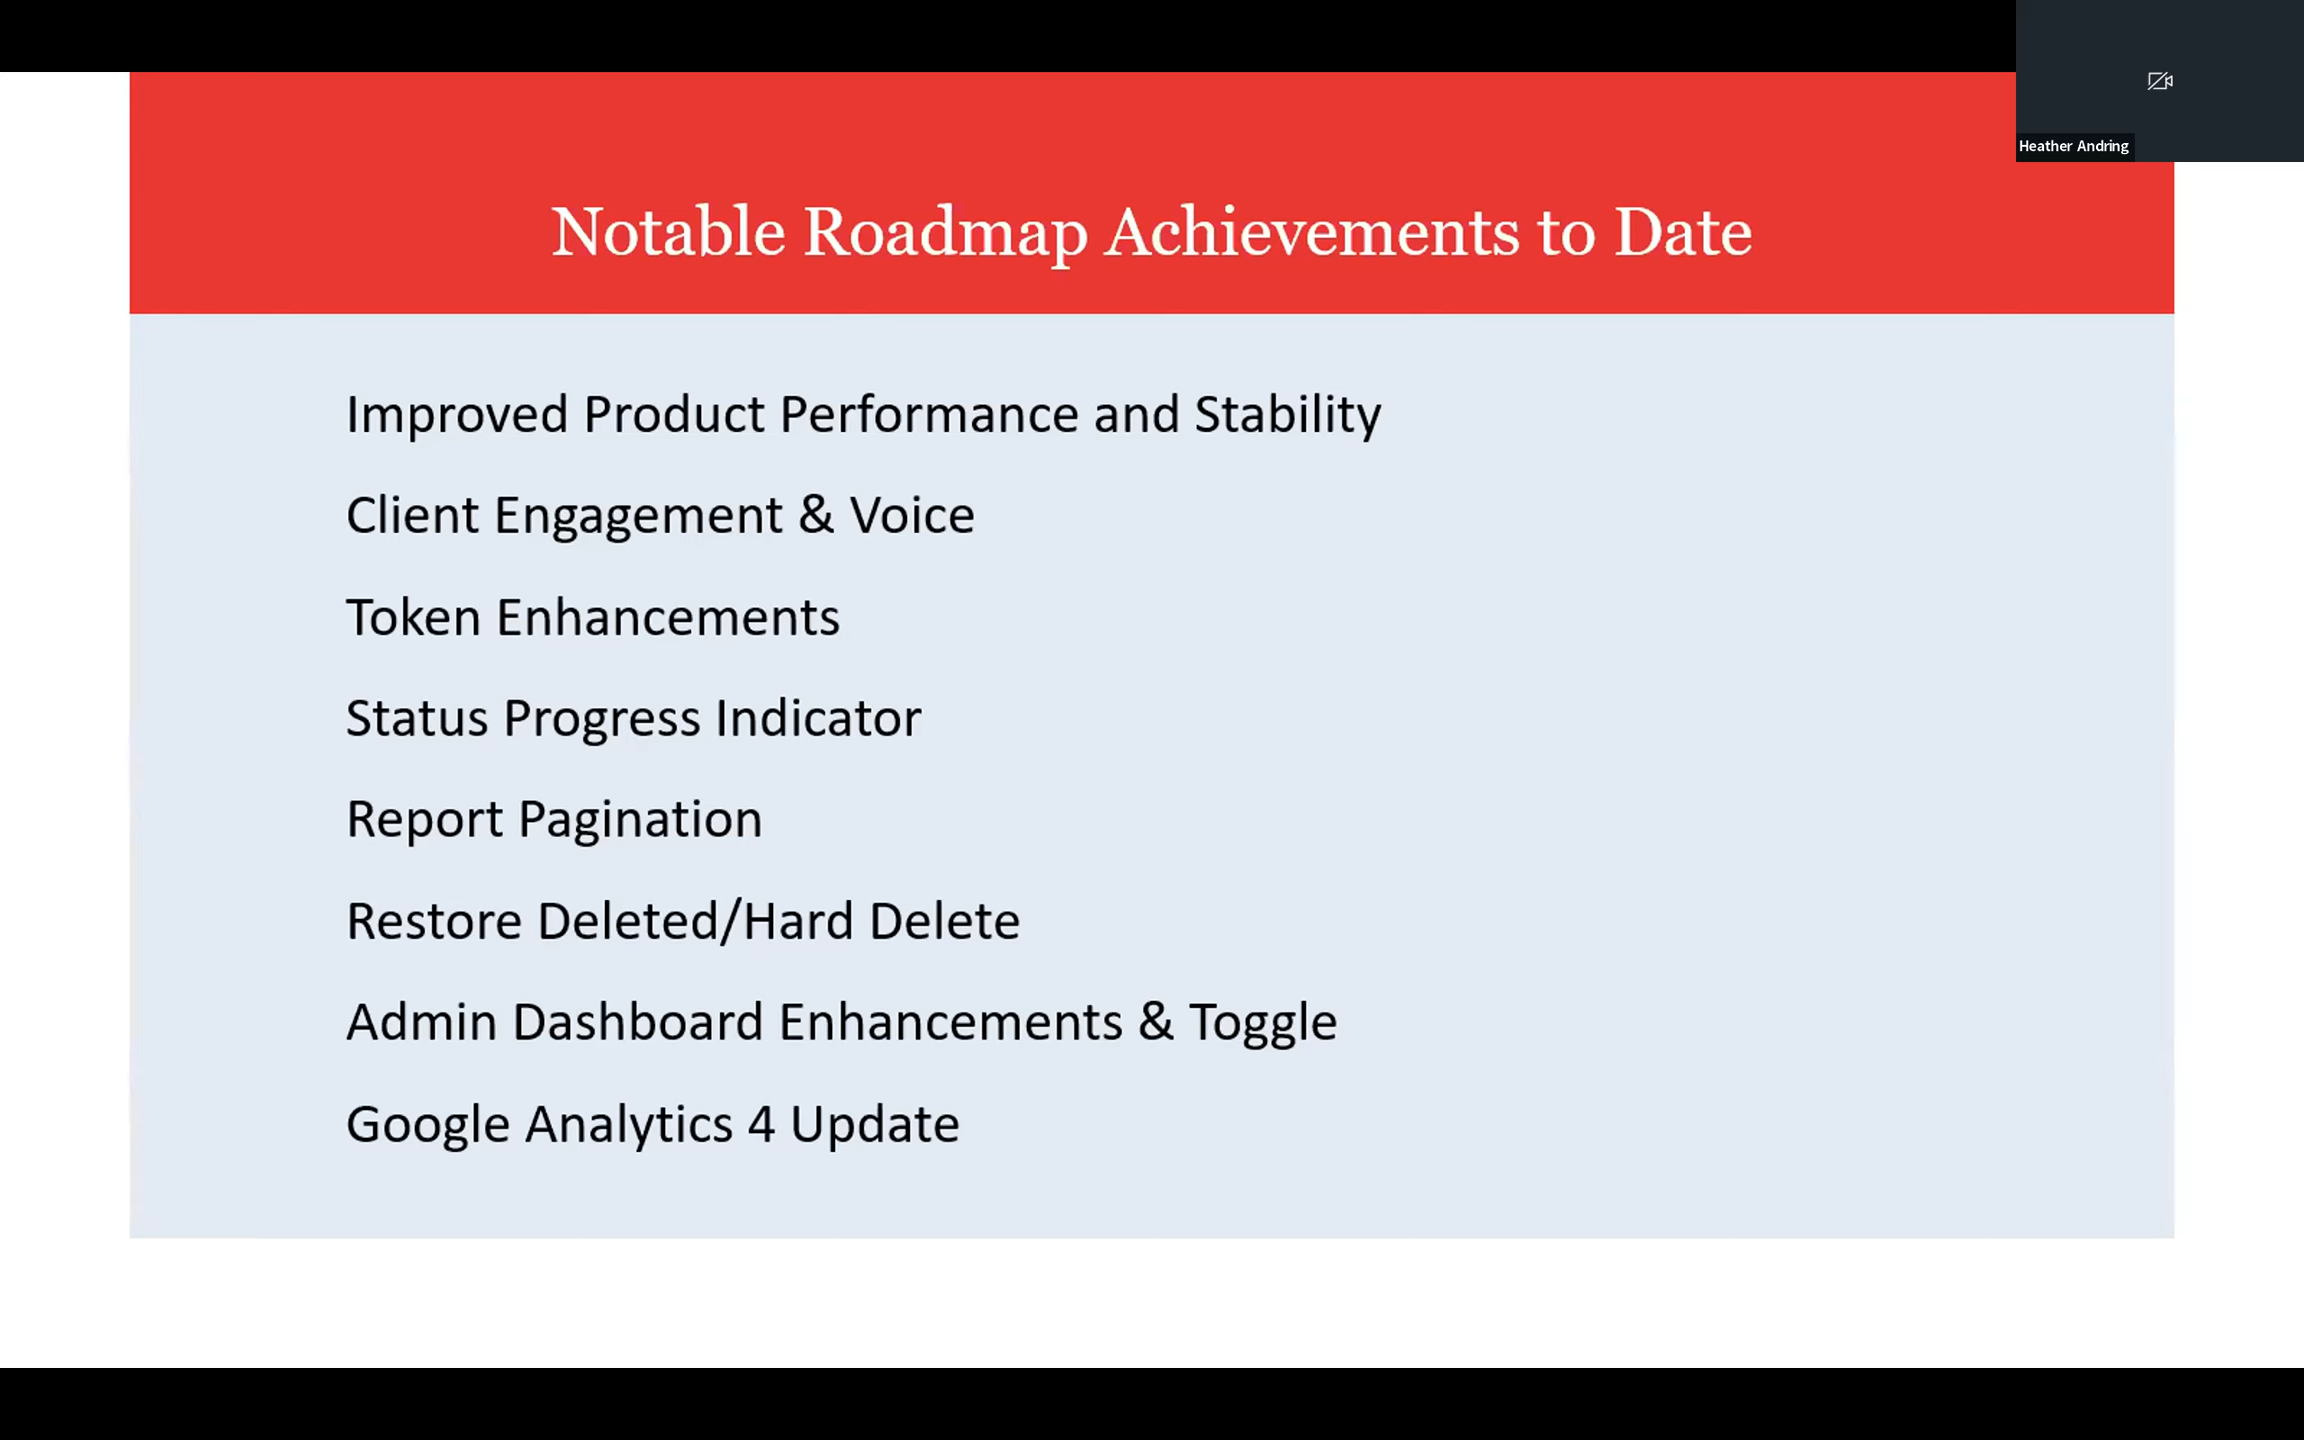 Heather Andring
Notable Roadmap Achievements to Date
Improved Product Performance and Stability
Client Engagement & Voice
Token Enhancements
Status Progress Indicator
Report Pagination
Restore Deleted/Hard Delete
Admin Dashboard Enhancements & Toggle
Google Analytics 4 Update